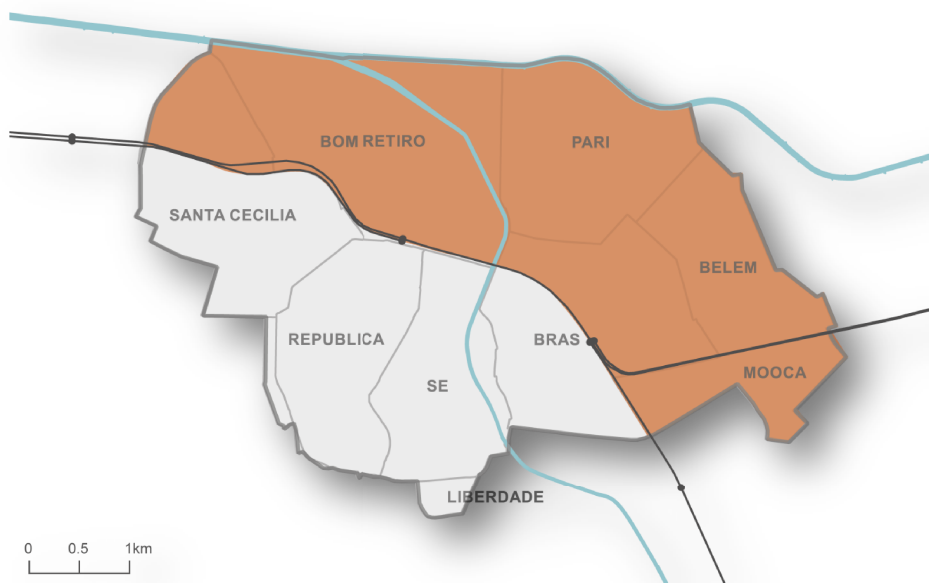 BOM RETIRO
PARI
SANTA CECILIA
BELEM
REPUBLICA
BRAS
SE
MOOCA
LIBERDADE
0 0.5 1km